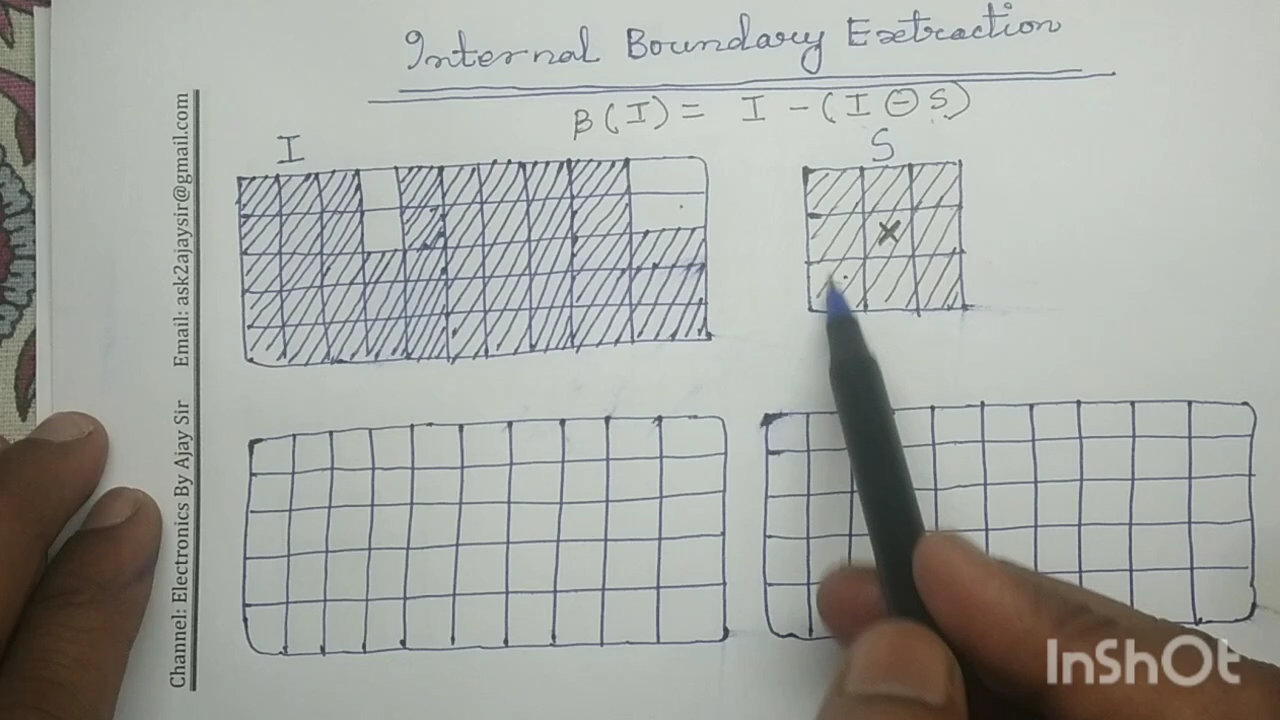 Internal Boundary Extraction
β(I) = I - (I ⊖ S)
I
S
Channel: Electronics By Ajay Sir Email: ask2ajaysir@gmail.com
InShOt